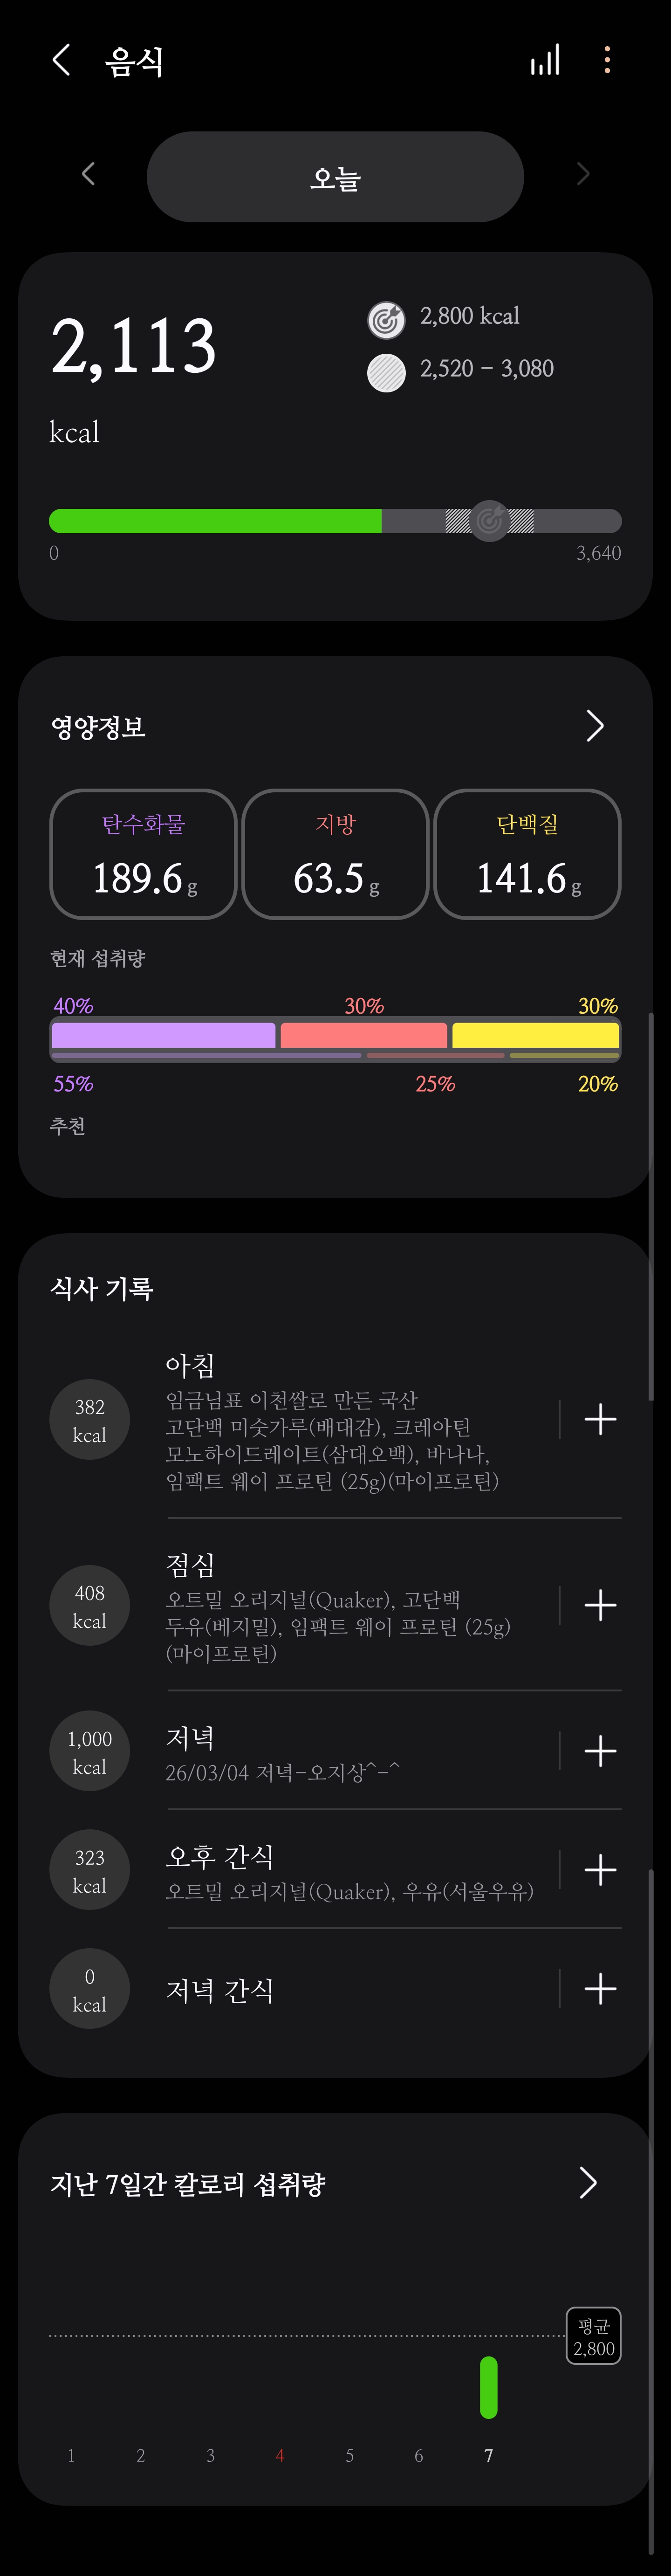 음식
오늘
2,113
kcal
2,800 kcal
2,520 – 3,080
0
3,640
영양정보
탄수화물
189.6 g
지방
63.5 g
단백질
141.6 g
현재 섭취량
40%
30%
30%
55%
25%
20%
추천
식사 기록
382
kcal
아침
임금님표 이천쌀로 만든 국산
고단백 미숫가루(배대감), 크레아틴
모노하이드레이트(삼대오백), 바나나,
임팩트 웨이 프로틴 (25g)(마이프로틴)
408
kcal
점심
오트밀 오리지널(Quaker), 고단백
두유(베지밀), 임팩트 웨이 프로틴 (25g)
(마이프로틴)
1,000
kcal
저녁
26/03/04 저녁-오지상^-^
323
kcal
오후 간식
오트밀 오리지널(Quaker), 우유(서울우유)
0
kcal
저녁 간식
지난 7일간 칼로리 섭취량
평균
2,800
1 2 3 4 5 6 7